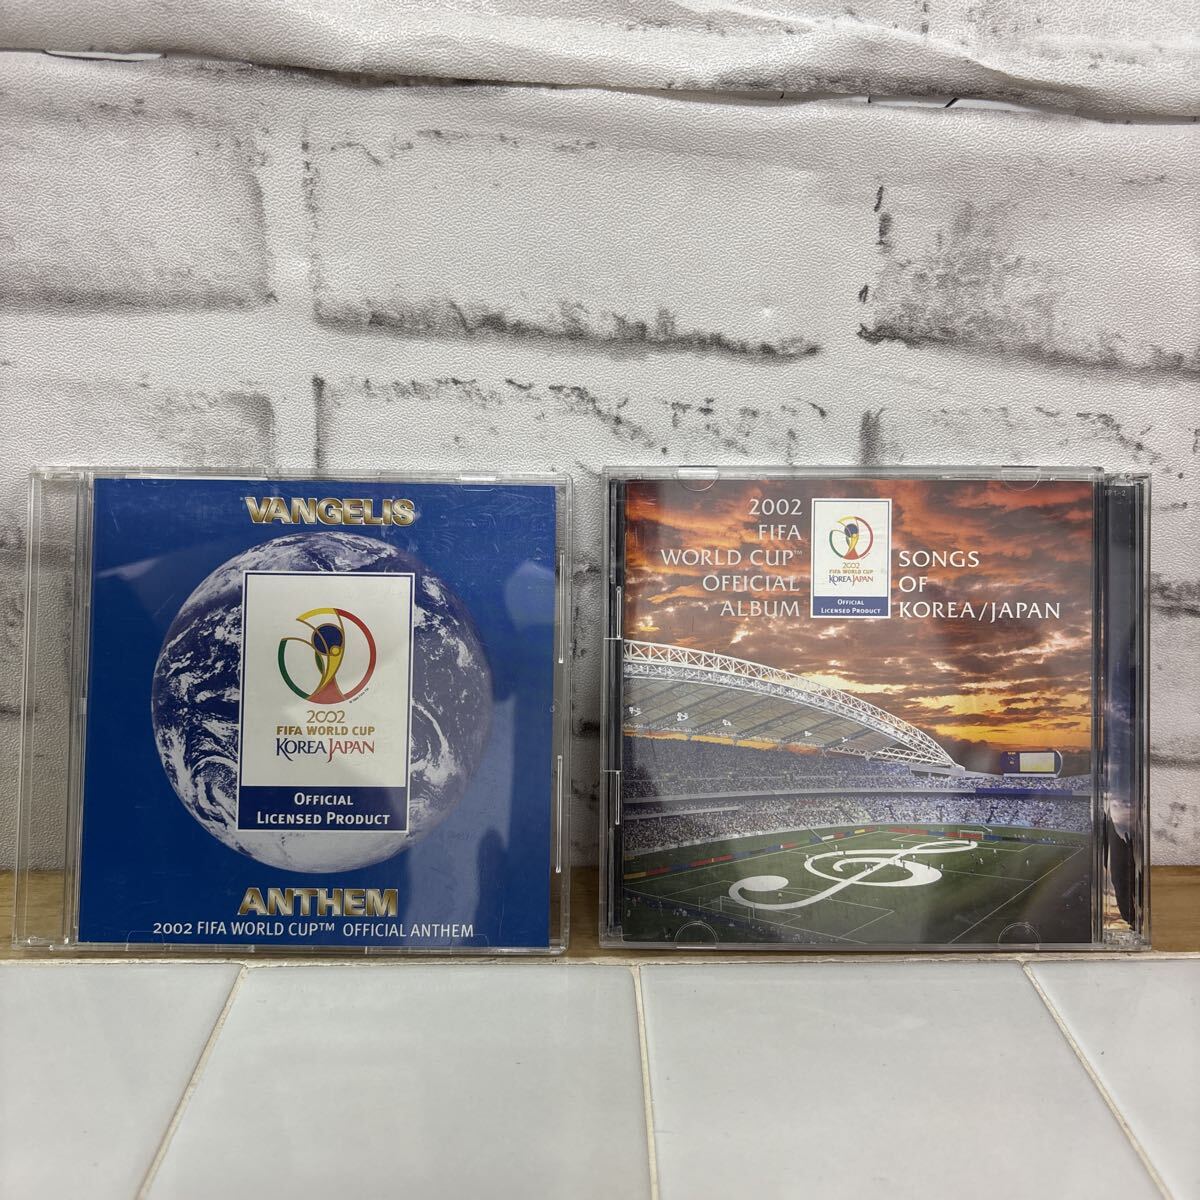 VANGELIS
2002
FIFA WORLD CUP
KOREA JAPAN
OFFICIAL
LICENSED PRODUCT
ANTHEM
2002 FIFA WORLD CUP™ OFFICIAL ANTHEM
2002
FIFA
WORLD CUP™
OFFICIAL
ALBUM
2002
FIFA WORLD CUP
KOREA JAPAN
OFFICIAL
LICENSED PRODUCT
SONGS
OF
KOREA/JAPAN